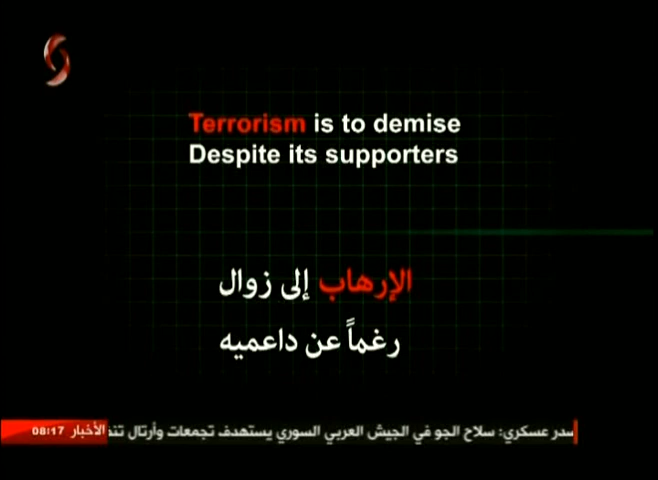 Terrorism is to demise
Despite its supporters
الإرهاب إلى زوال
رغماً عن داعميه
عسكري: سلاح الجو في الجيش العربي السوري يستهدف تجمعات وأرتال
الأخبار 08:17